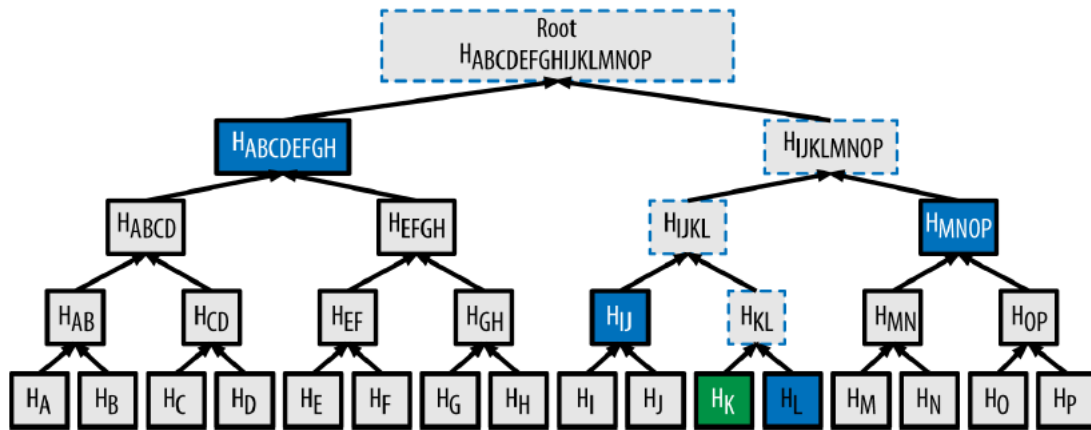 Root
HABCDEFGHIJKLMNOP
HABCDEFGH
HIJKLMNOP
HABCD
HEFGH
HIJKL
HMNOP
HAB
HCD
HEF
HGH
HIJ
HKL
HMN
HOP
HA
HB
HC
HD
HE
HF
HG
HH
HI
HJ
HK
HL
HM
HN
HO
HP